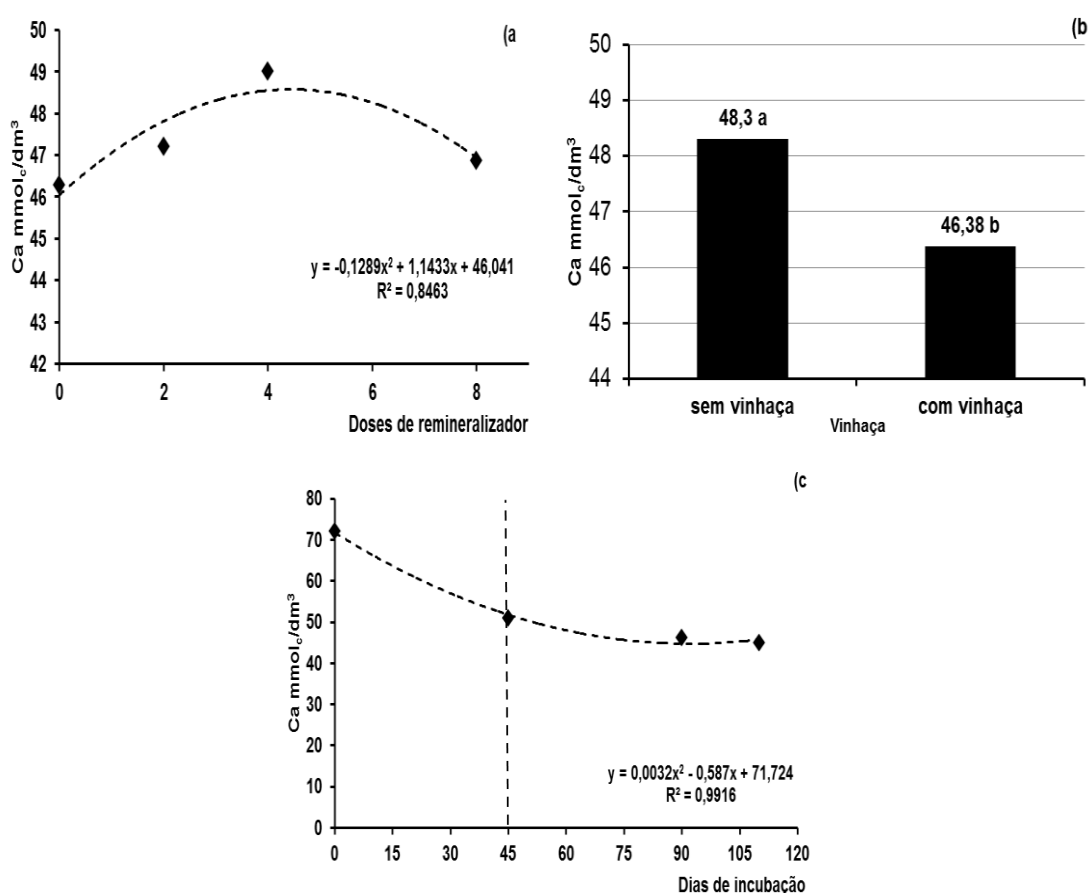 (a
Ca mmolc/dm³
50
49
48
47
46
45
44
43
42
y = -0,1289x² + 1,1433x + 46,041
R² = 0,8463
0 2 4 6 8
Doses de remineralizador
(b
Ca mmolc/dm³
50
49
48
47
46
45
44
48,3 a
46,38 b
sem vinhaça com vinhaça
Vinhaça
(c
Ca mmolc/dm³
80
70
60
50
40
30
20
10
0
y = 0,0032x² - 0,587x + 71,724
R² = 0,9916
0 15 30 45 60 75 90 105 120
Dias de incubação